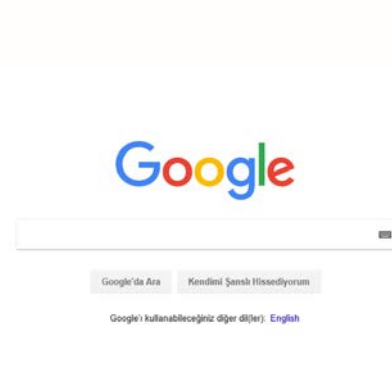 Google
Google'da Ara Kendimi Şanslı Hissediyorum
Google'ı kullanabileceğiniz diğer dil(ler): English